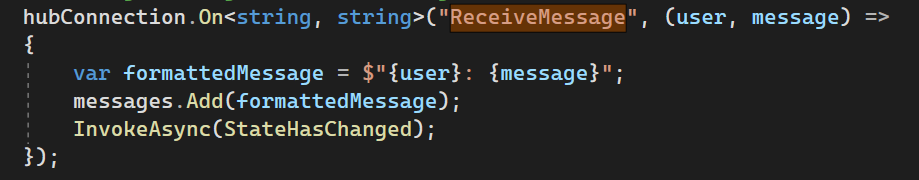 hubConnection.On<string, string>("ReceiveMessage", (user, message) =>
{
    var formattedMessage = $"{user}: {message}";
    messages.Add(formattedMessage);
    InvokeAsync(StateHasChanged);
});